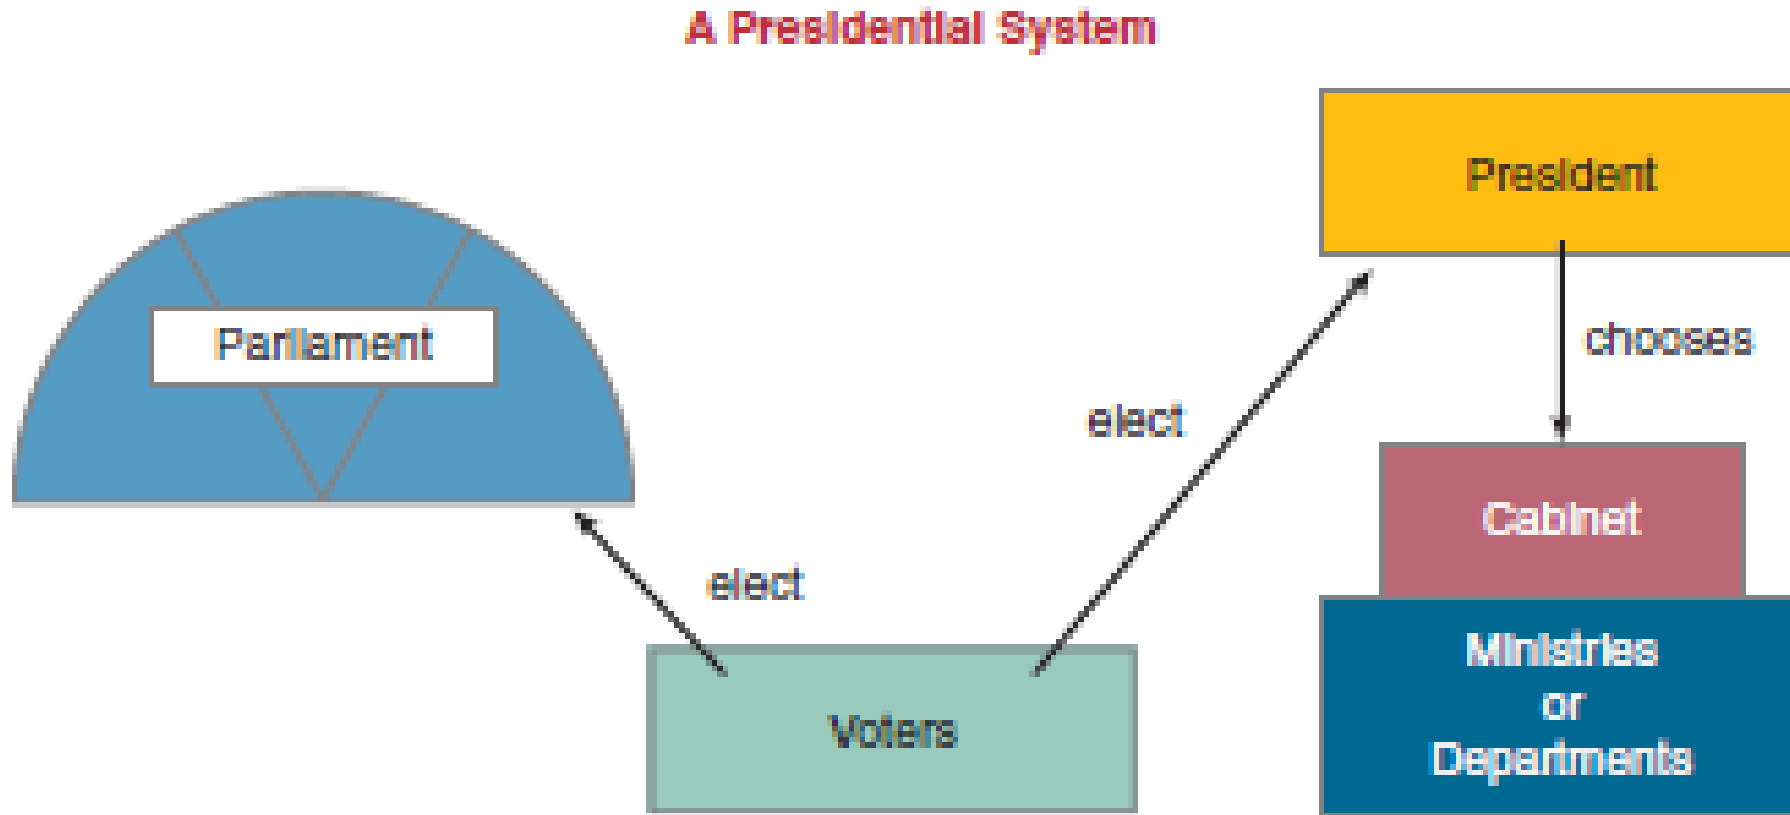 A Presidential System
President
Parliament
chooses
elect
Cabinet
elect
Ministries
or
Departments
Voters